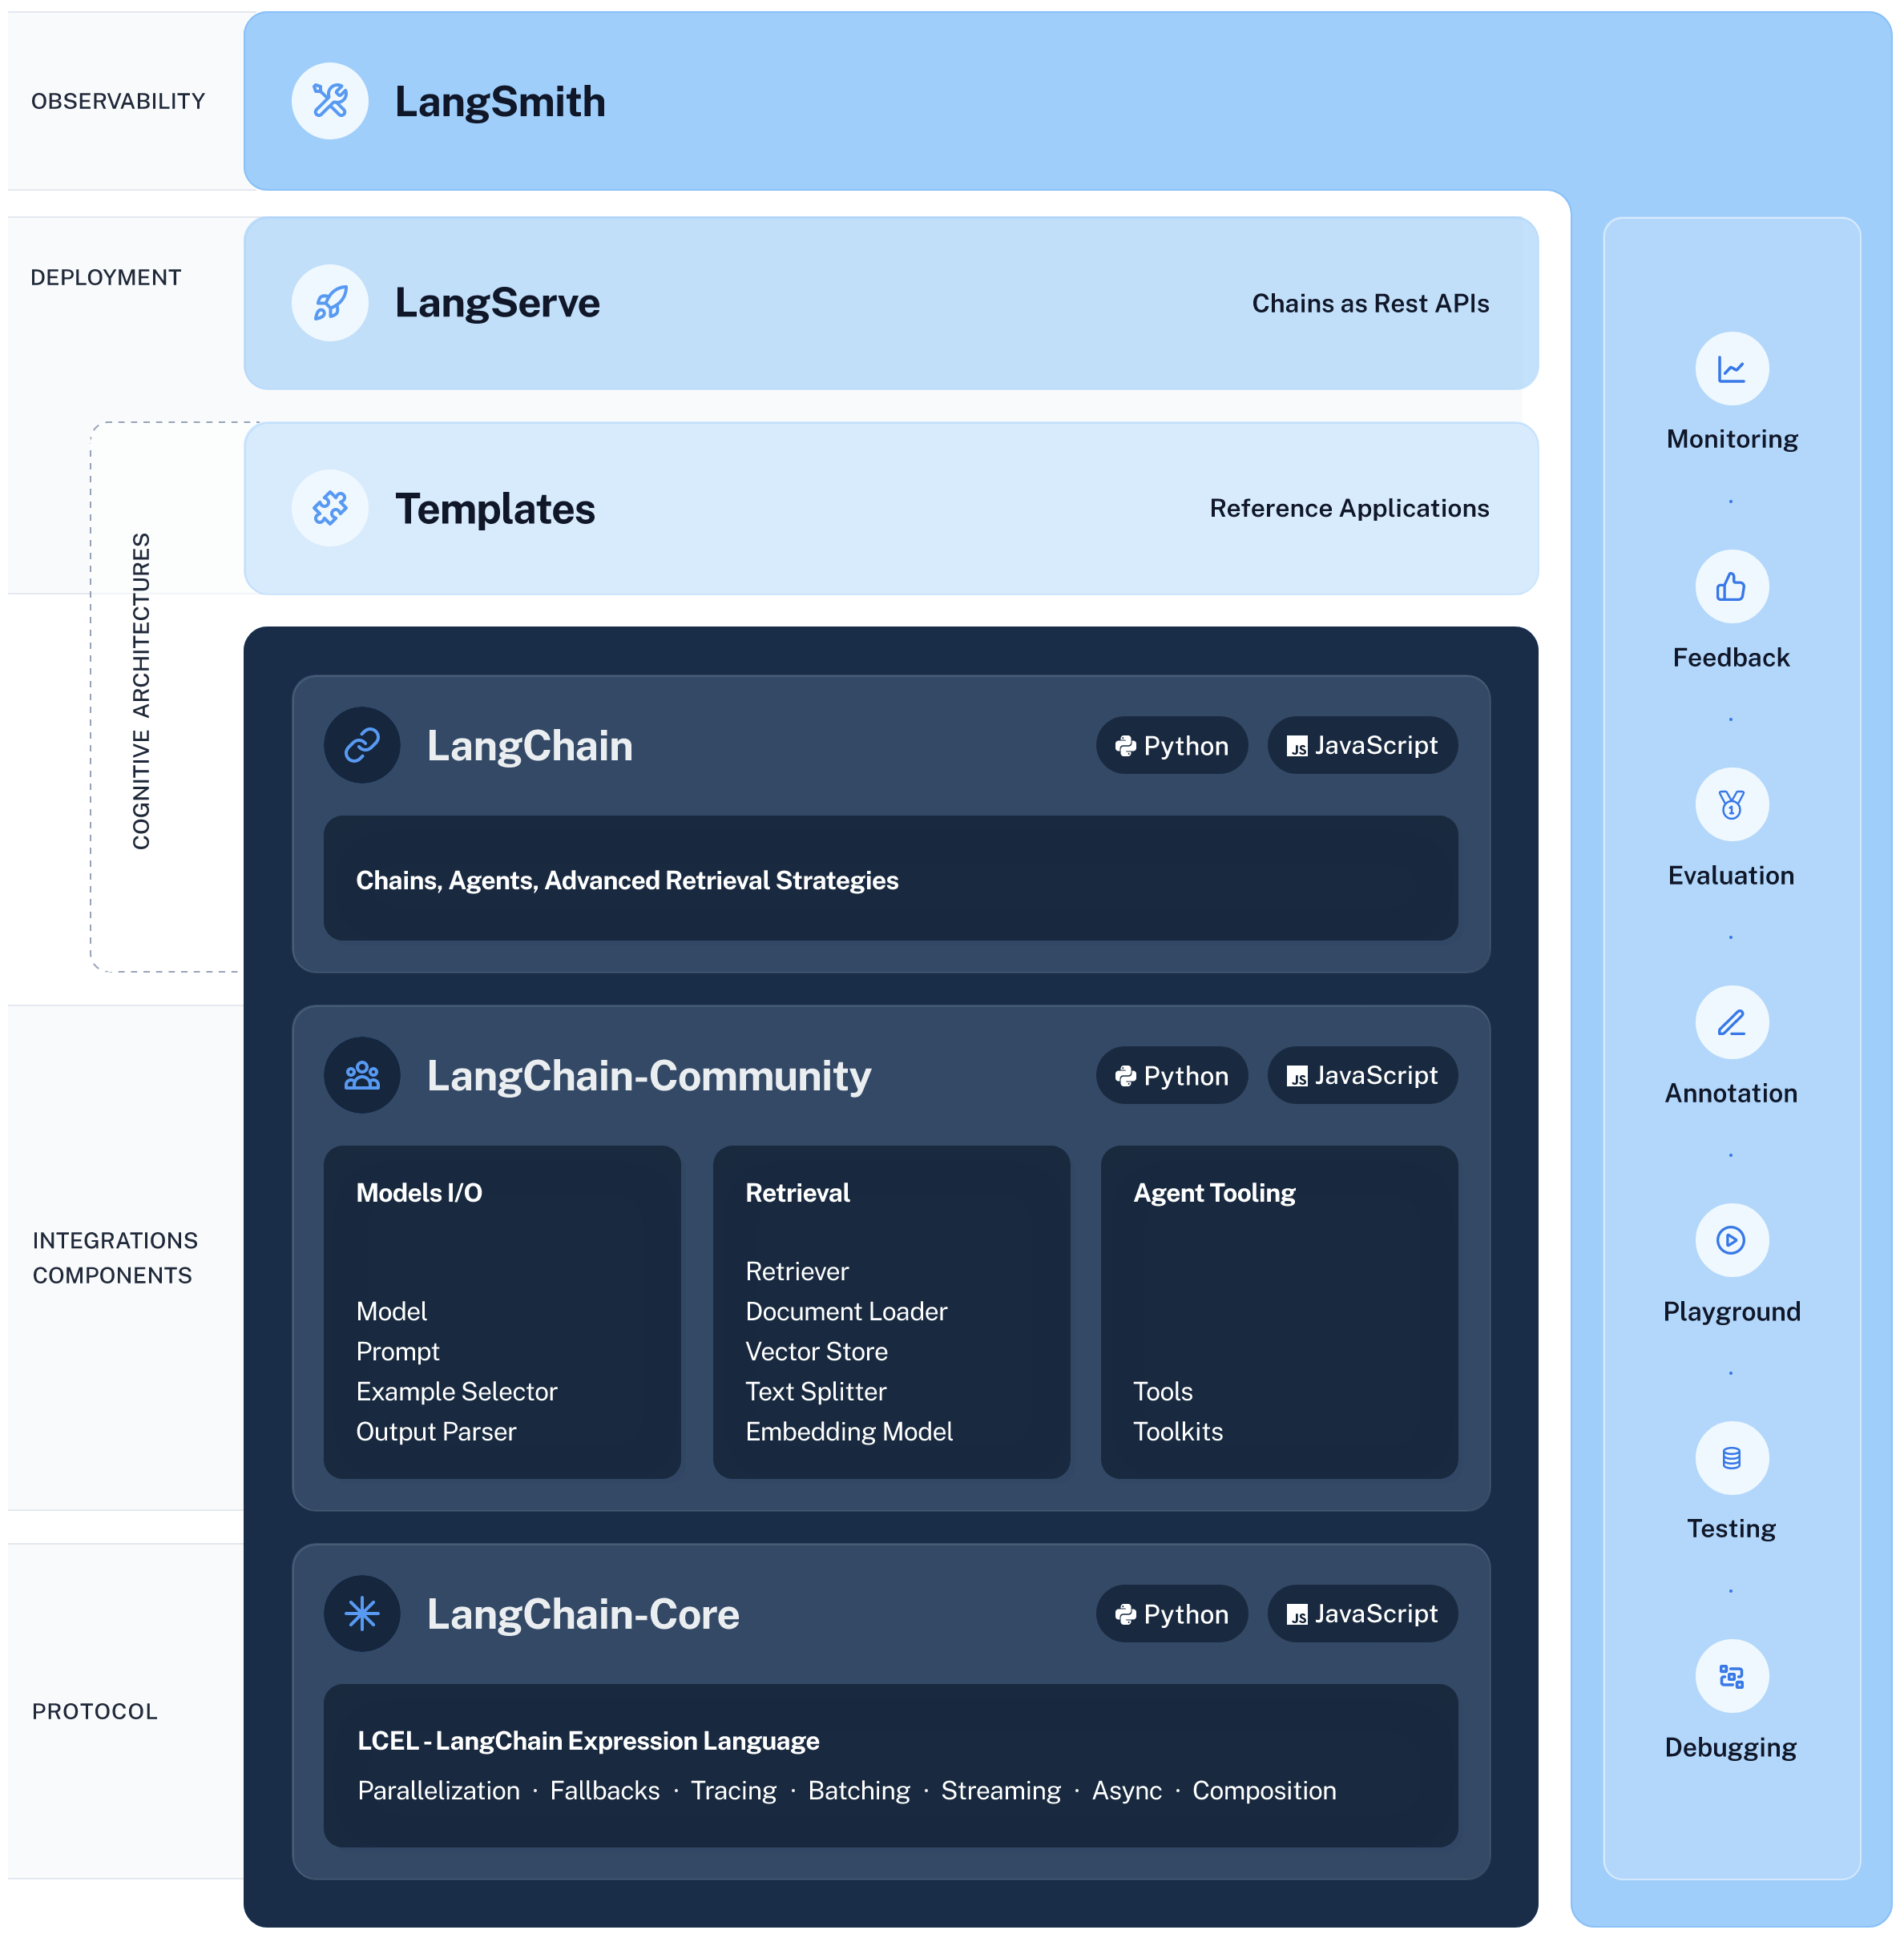 OBSERVABILITY
LangSmith
DEPLOYMENT
LangServe
Chains as Rest APIs
Templates
Reference Applications
COGNITIVE ARCHITECTURES
LangChain
Python
JS JavaScript
Chains, Agents, Advanced Retrieval Strategies
INTEGRATIONS
COMPONENTS
LangChain-Community
Python
JS JavaScript
Models I/O
Model
Prompt
Example Selector
Output Parser
Retrieval
Retriever
Document Loader
Vector Store
Text Splitter
Embedding Model
Agent Tooling
Tools
Toolkits
PROTOCOL
LangChain-Core
Python
JS JavaScript
LCEL - LangChain Expression Language
Parallelization · Fallbacks · Tracing · Batching · Streaming · Async · Composition
Monitoring
Feedback
1
Evaluation
Annotation
Playground
Testing
Debugging